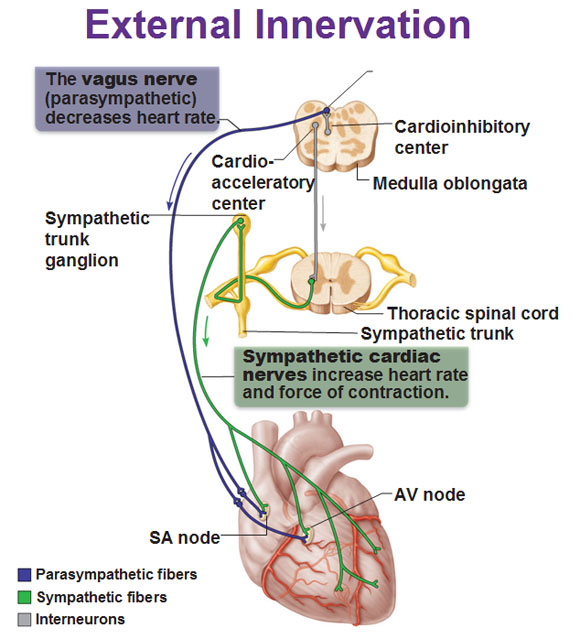 External Innervation
The vagus nerve
(parasympathetic)
decreases heart rate.
Cardioinhibitory
center
Cardio-
acceleratory
center
Medulla oblongata
Sympathetic
trunk
ganglion
Thoracic spinal cord
Sympathetic trunk
Sympathetic cardiac
nerves increase heart rate
and force of contraction.
AV node
SA node
Parasympathetic fibers
Sympathetic fibers
Interneurons